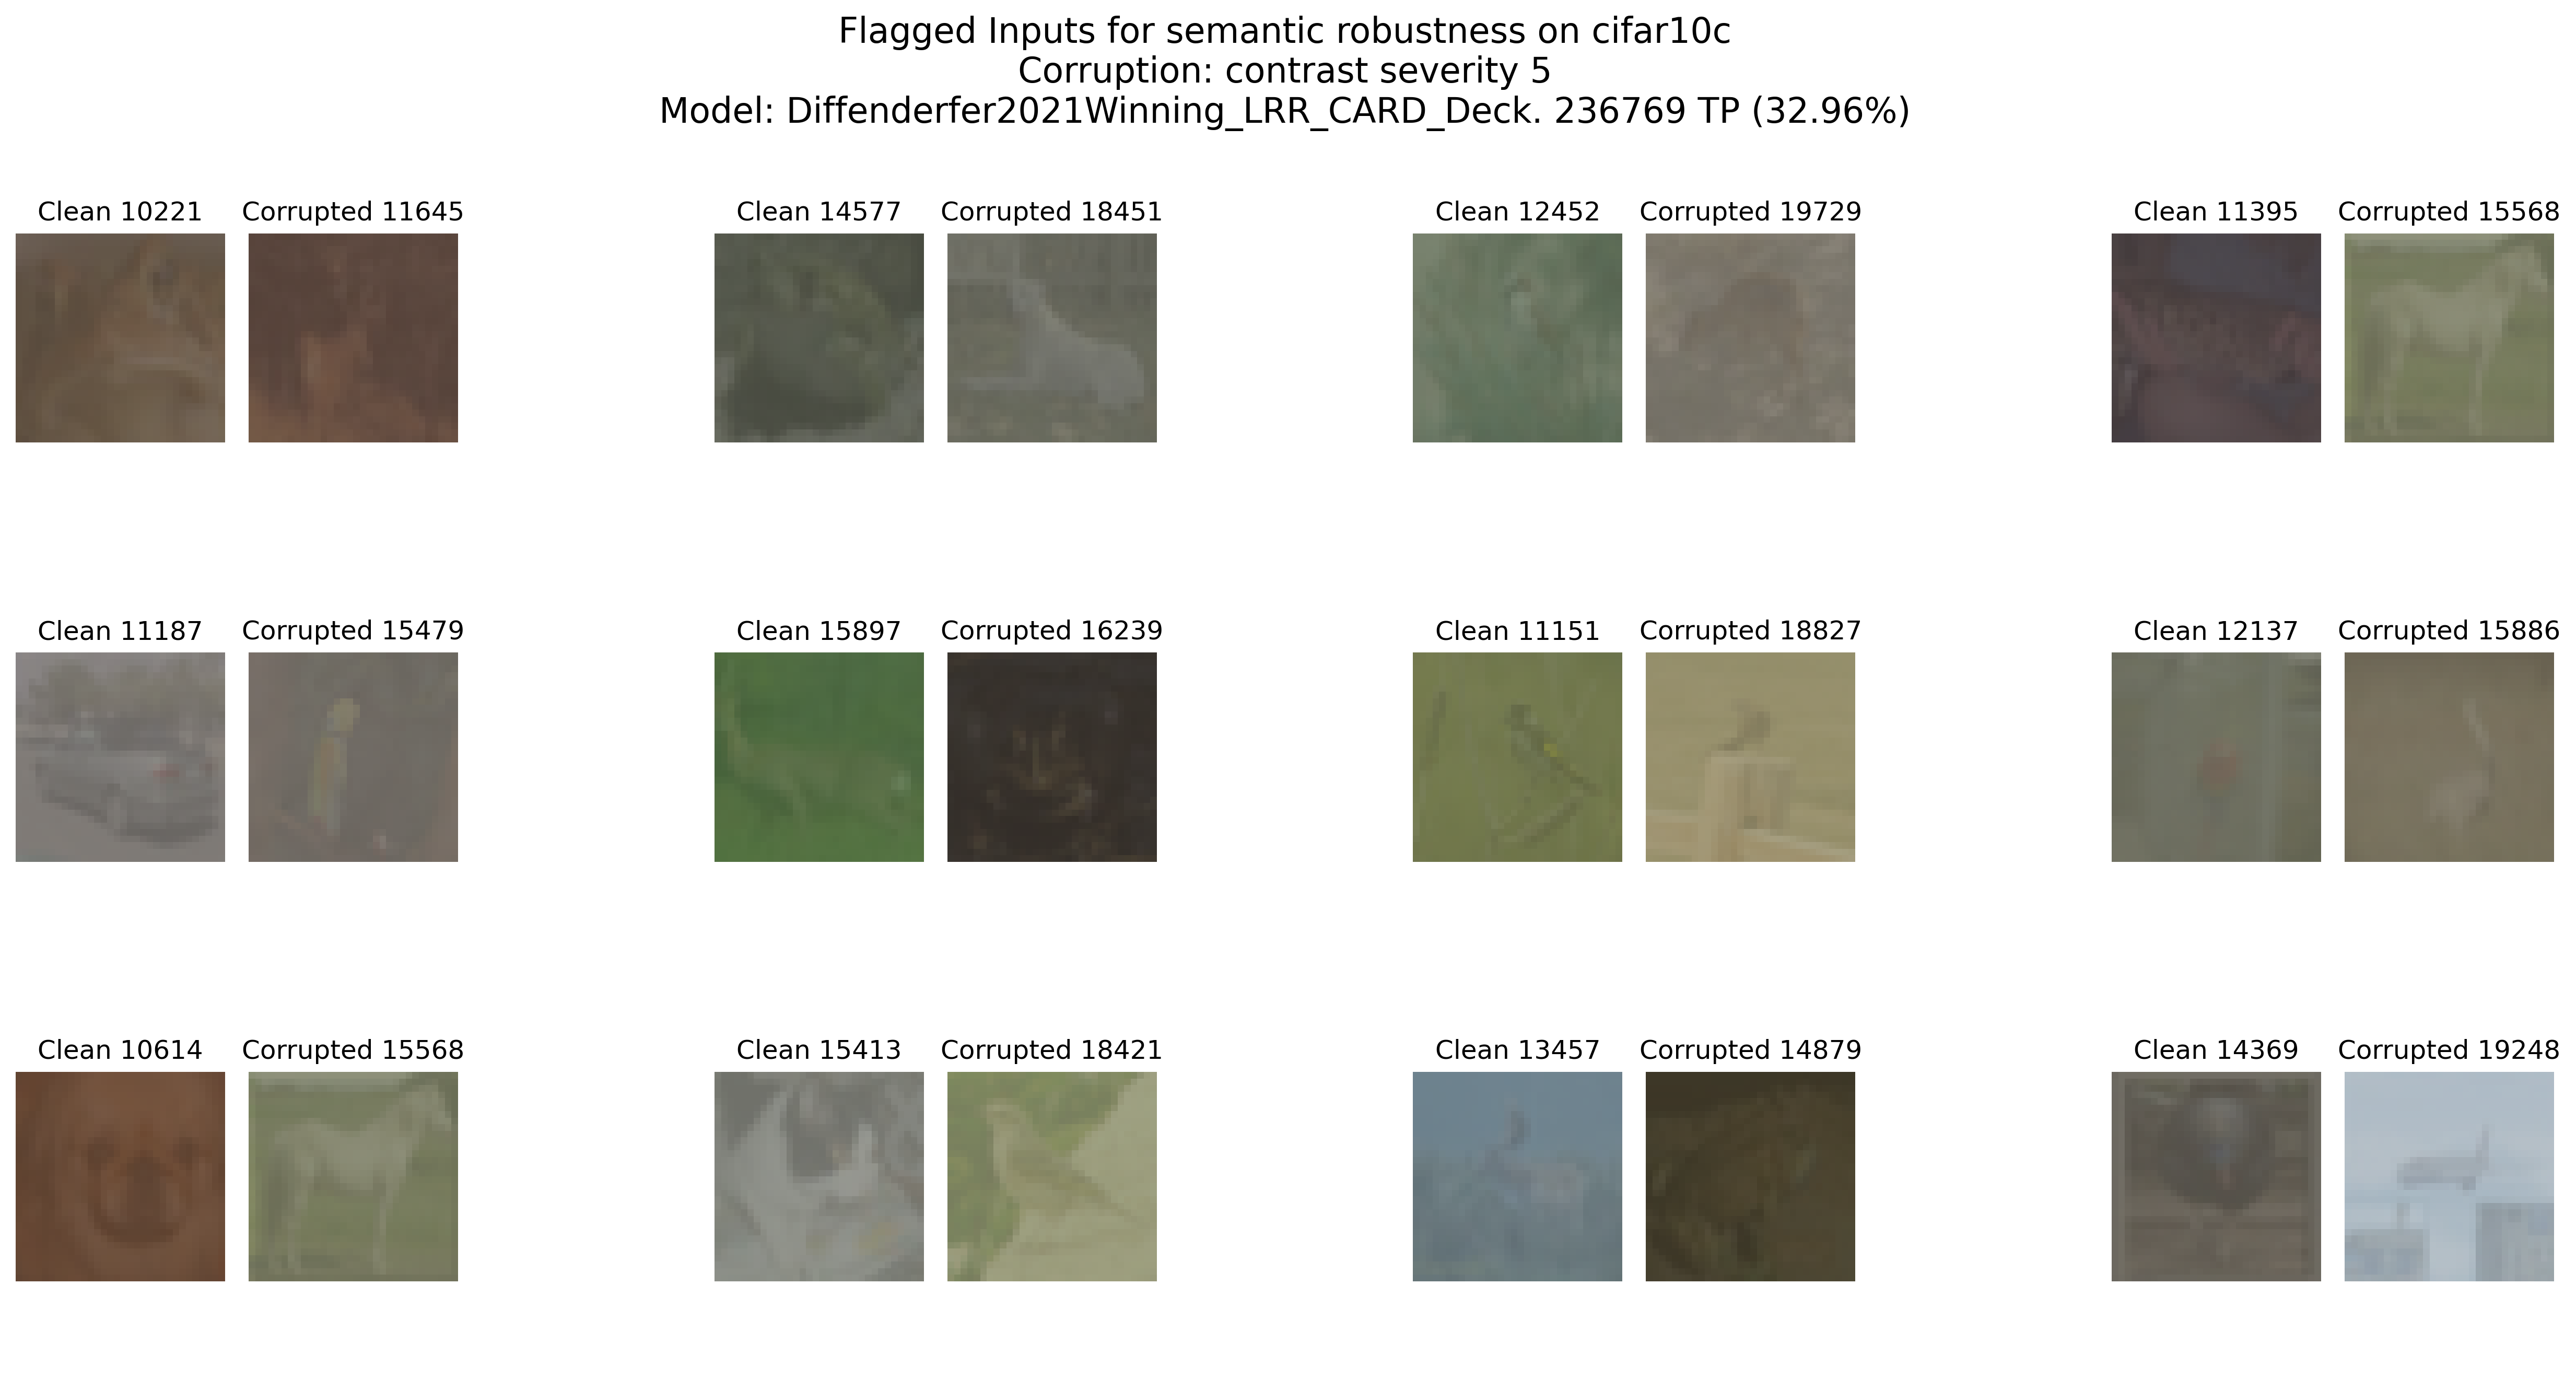 Flagged Inputs for semantic robustness on cifar10c
Corruption: contrast severity 5
Model: Diffenderfer2021Winning_LRR_CARD_Deck. 236769 TP (32.96%)
Clean 10221 Corrupted 11645 Clean 14577 Corrupted 18451 Clean 12452 Corrupted 19729 Clean 11395 Corrupted 15568
Clean 11187 Corrupted 15479 Clean 15897 Corrupted 16239 Clean 11151 Corrupted 18827 Clean 12137 Corrupted 15886
Clean 10614 Corrupted 15568 Clean 15413 Corrupted 18421 Clean 13457 Corrupted 14879 Clean 14369 Corrupted 19248